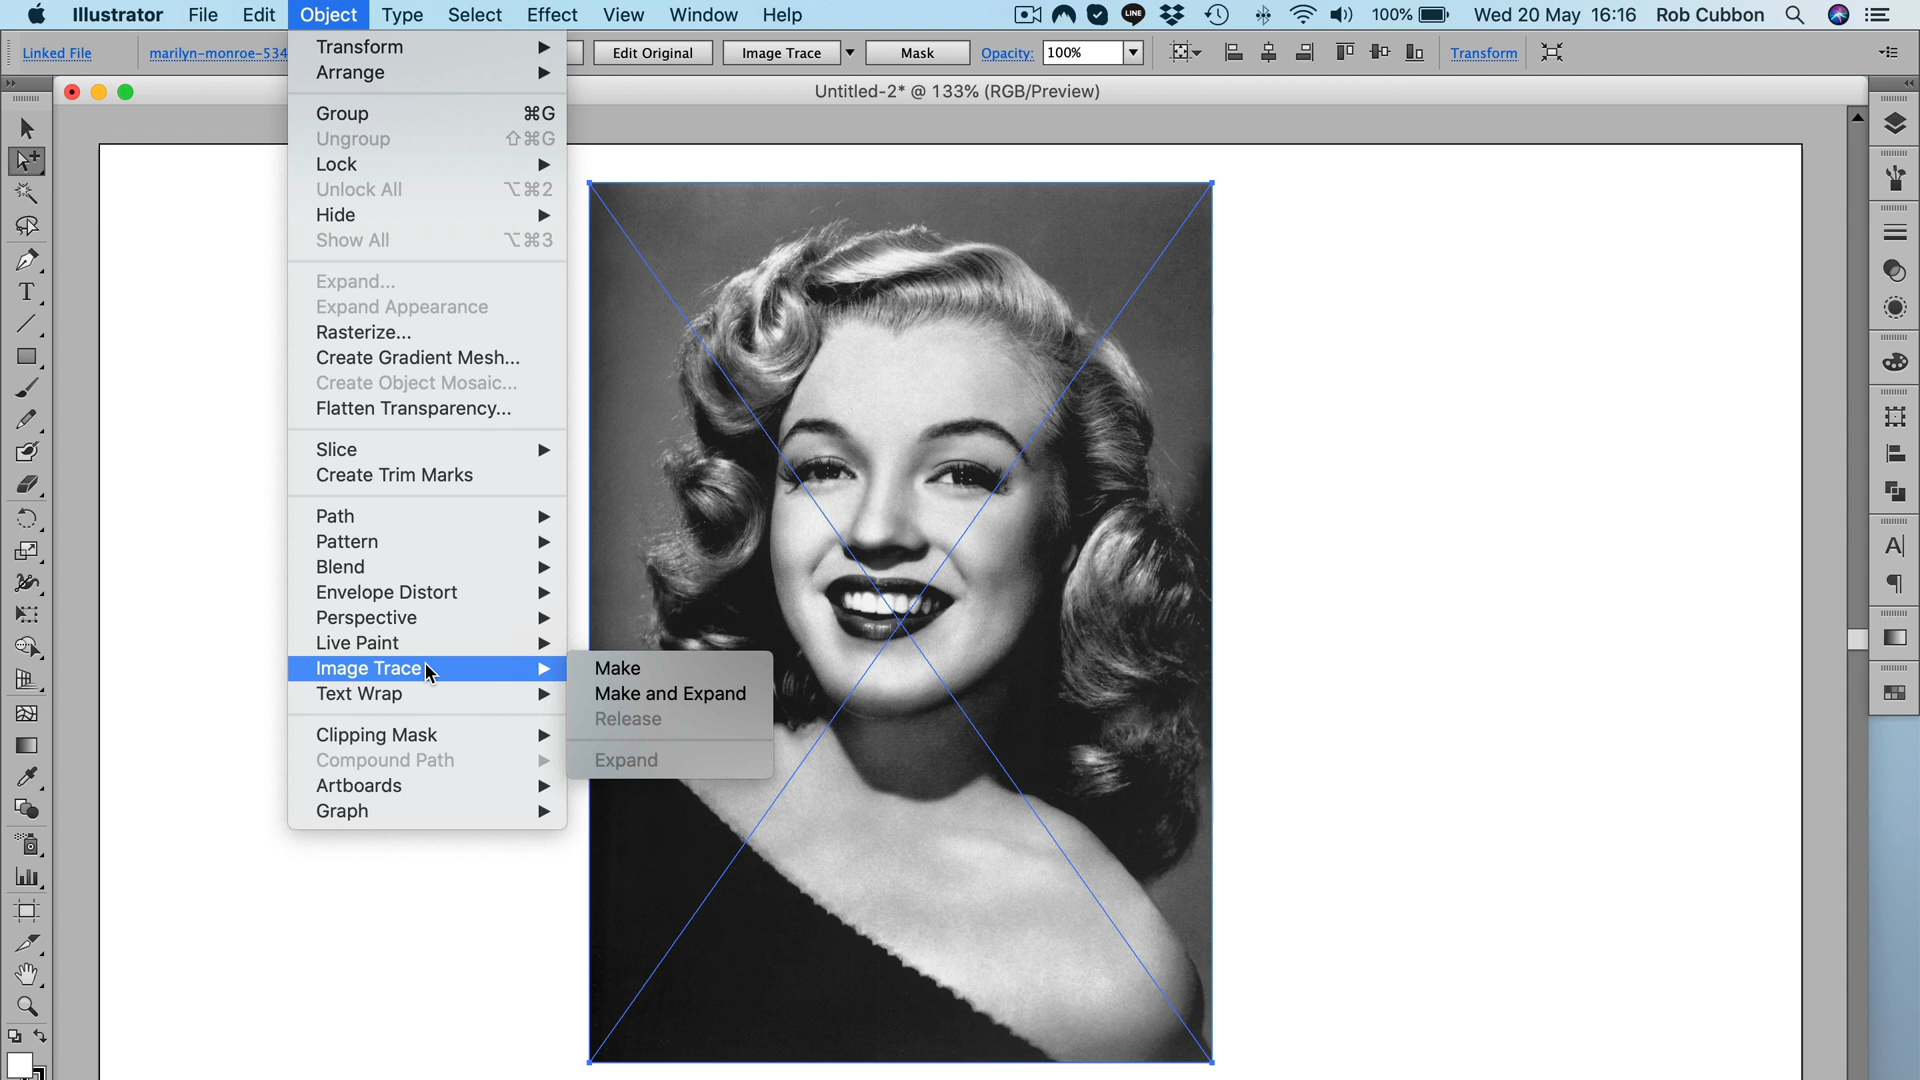 Illustrator File Edit Object Type Select Effect View Window Help LINE 100% Wed 20 May 16:16 Rob Cubbon
Linked File marilyn-monroe-534 Edit Original Image Trace Mask Opacity: 100% Transform
Untitled-2* @ 133% (RGB/Preview)
Transform
Arrange
Group ⌘G
Ungroup ⇧⌘G
Lock
Unlock All ⌥⌘2
Hide
Show All ⌥⌘3
Expand...
Expand Appearance
Rasterize...
Create Gradient Mesh...
Create Object Mosaic...
Flatten Transparency...
Slice
Create Trim Marks
Path
Pattern
Blend
Envelope Distort
Perspective
Live Paint
Image Trace
Text Wrap
Clipping Mask
Compound Path
Artboards
Graph
Make
Make and Expand
Release
Expand